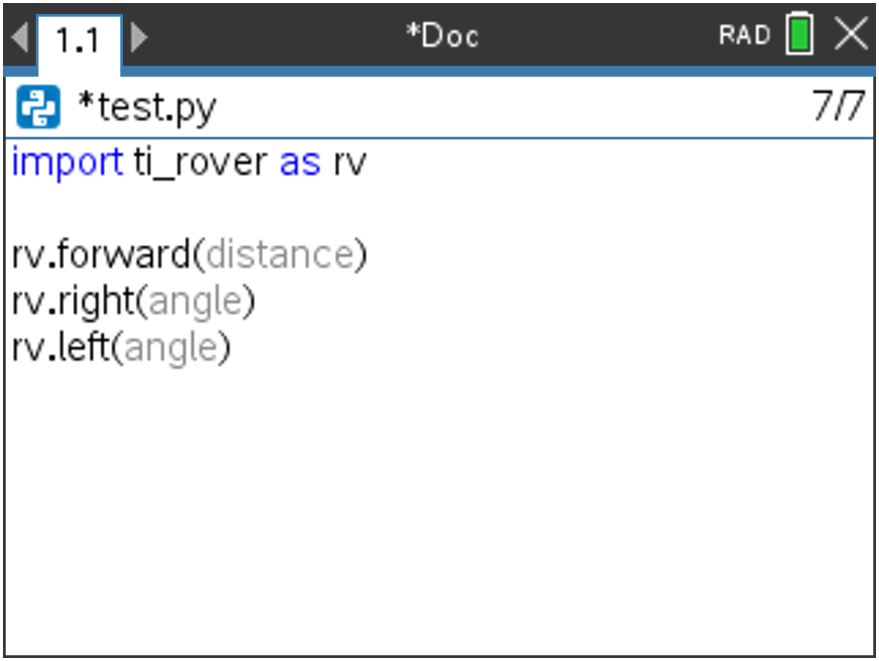 1.1 *Doc RAD
*test.py 7/7
import ti_rover as rv
rv.forward(distance)
rv.right(angle)
rv.left(angle)